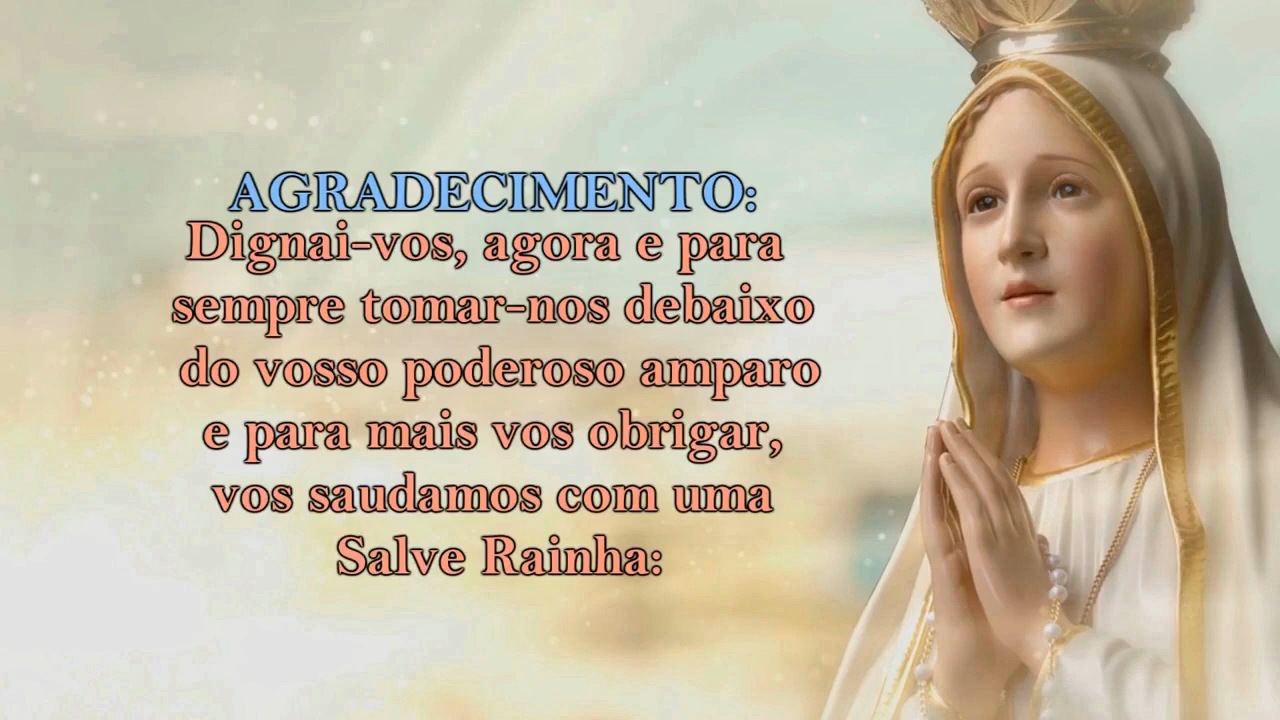 AGRADECIMENTO:
Dignai-vos, agora e para
sempre tomar-nos debaixo
do vosso poderoso amparo
e para mais vos obrigar,
vos saudamos com uma
Salve Rainha: